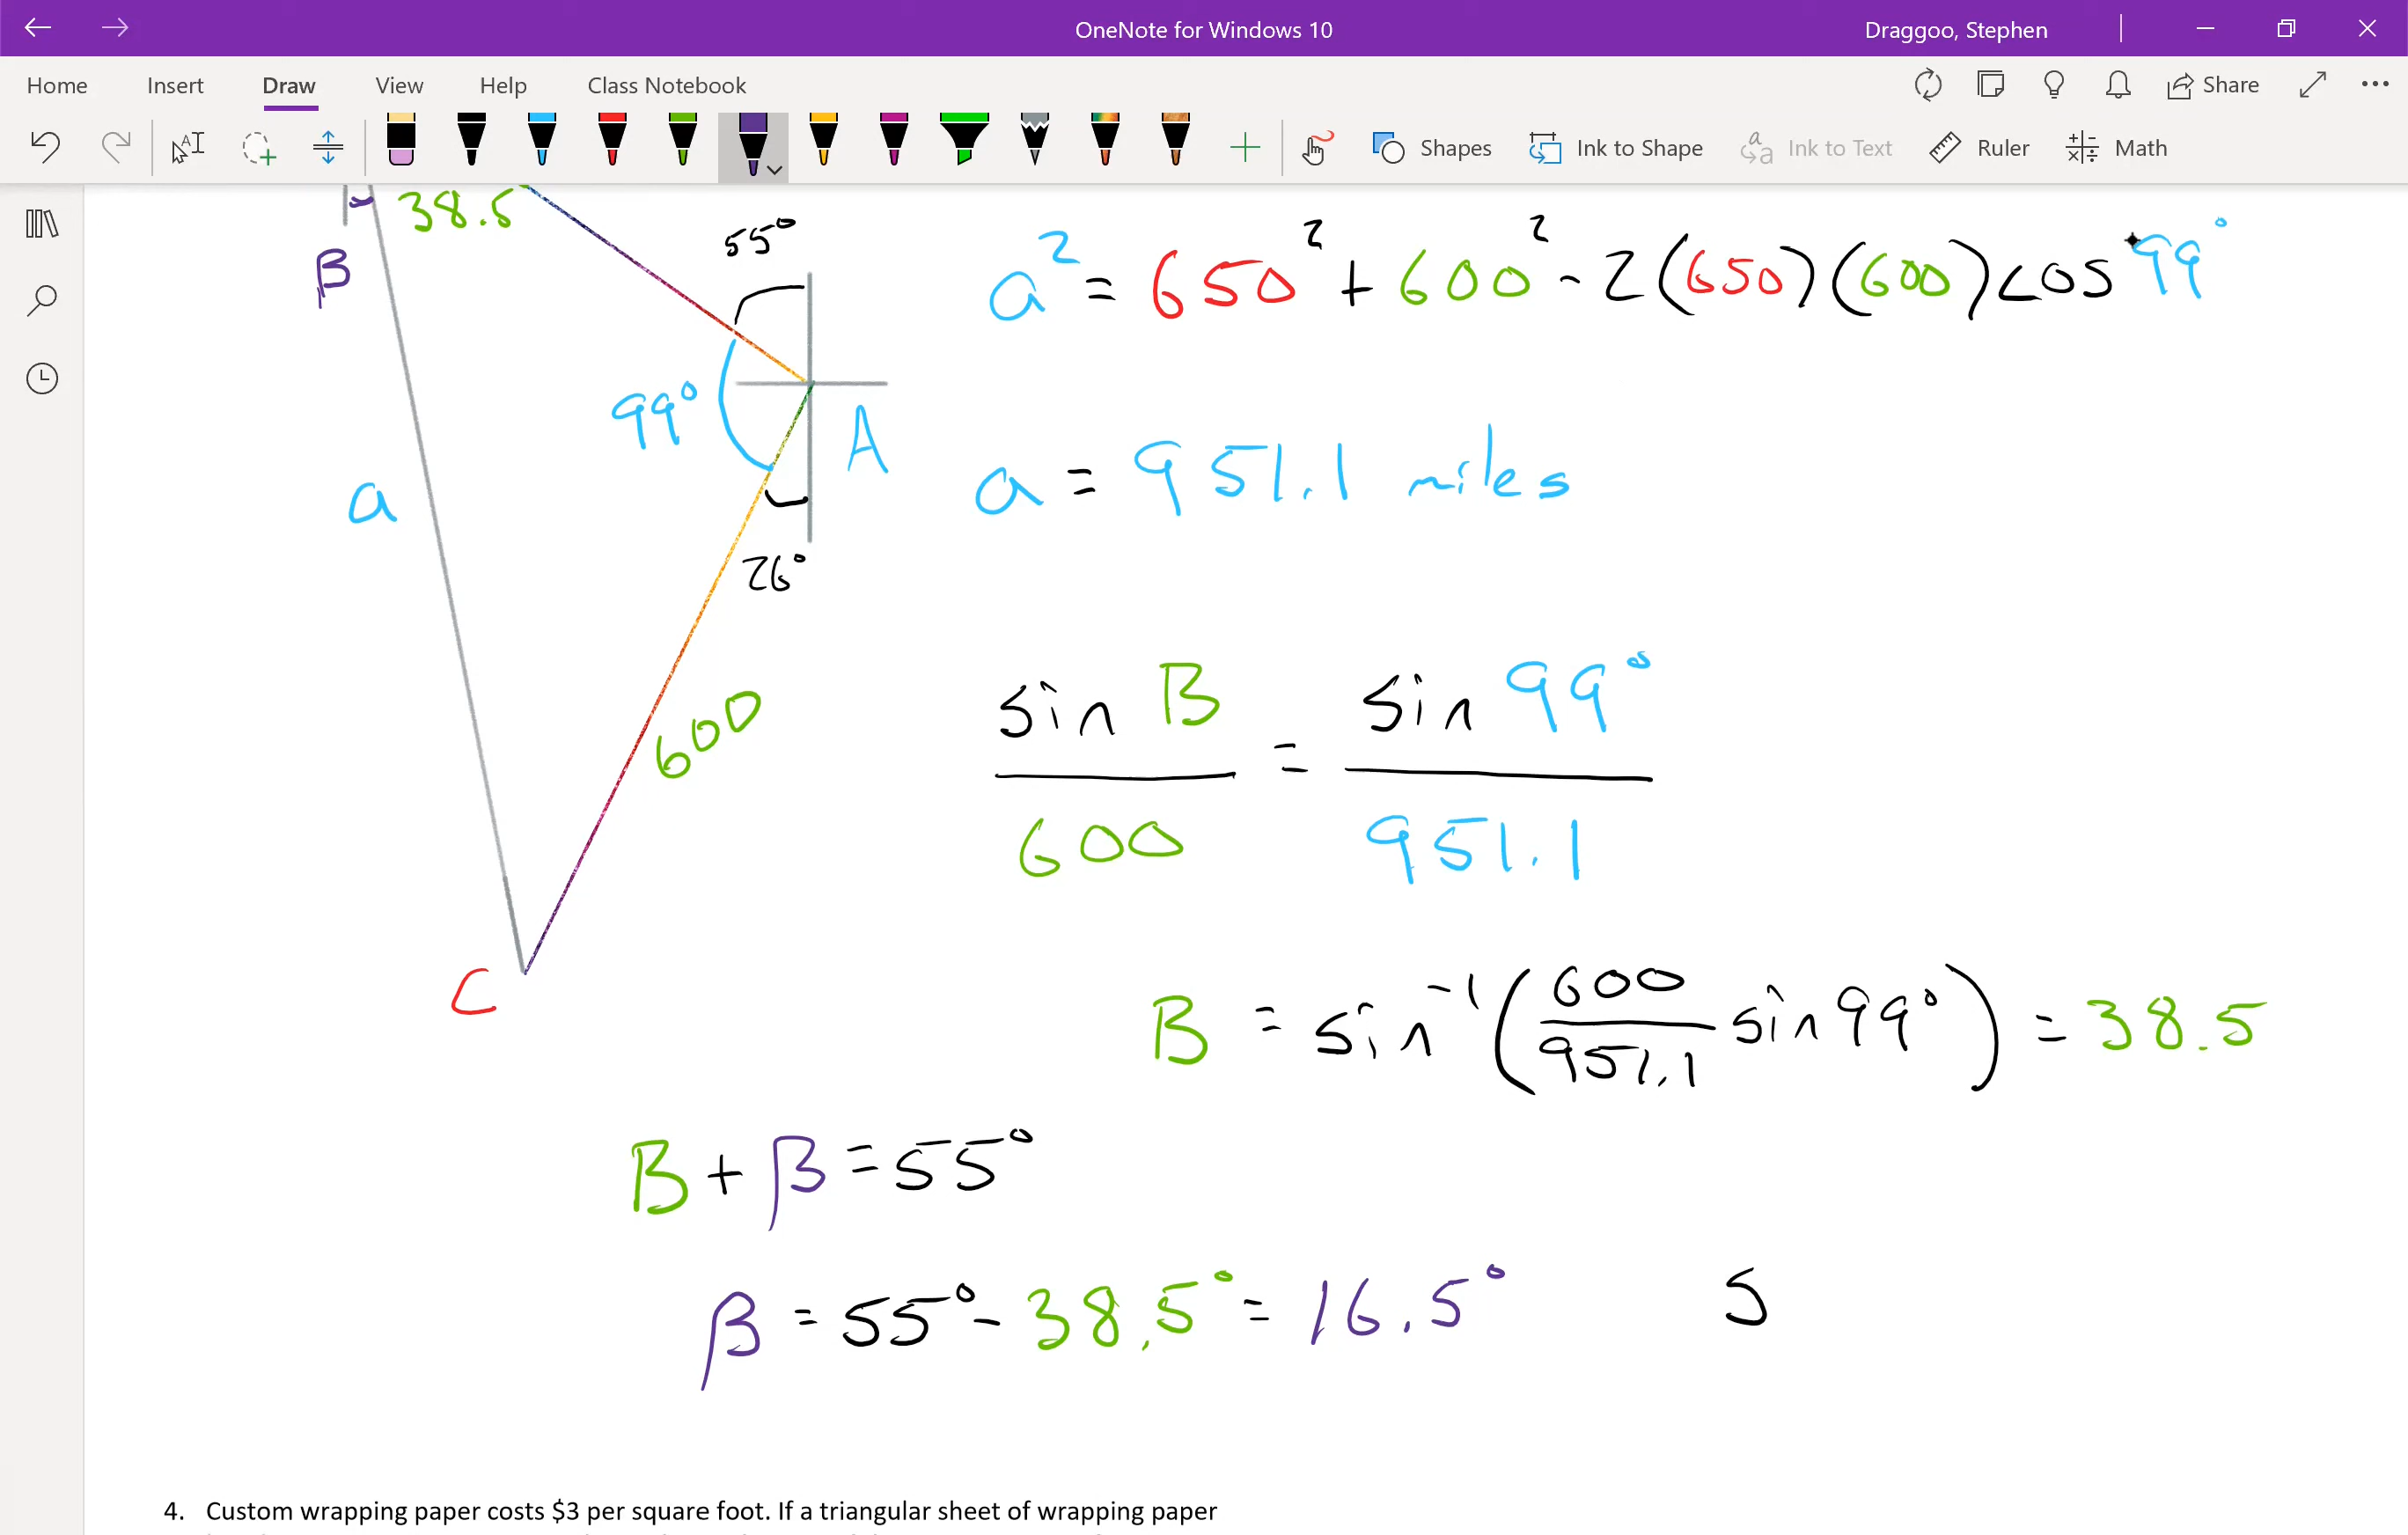 OneNote for Windows 10
Draggoo, Stephen
Home Insert Draw View Help Class Notebook
Share
Shapes Ink to Shape Ink to Text Ruler Math
38.5
β
55°
a² = 650² + 600² - 2(650)(600)cos 99°
99°
A
a
a = 951.1 miles
26°
600
sin B / 600 = sin 99° / 951.1
C
B = sin⁻¹(600/951.1 sin 99°) = 38.5
B + β = 55°
β = 55° - 38.5° = 16.5° S
4. Custom wrapping paper costs $3 per square foot. If a triangular sheet of wrapping paper